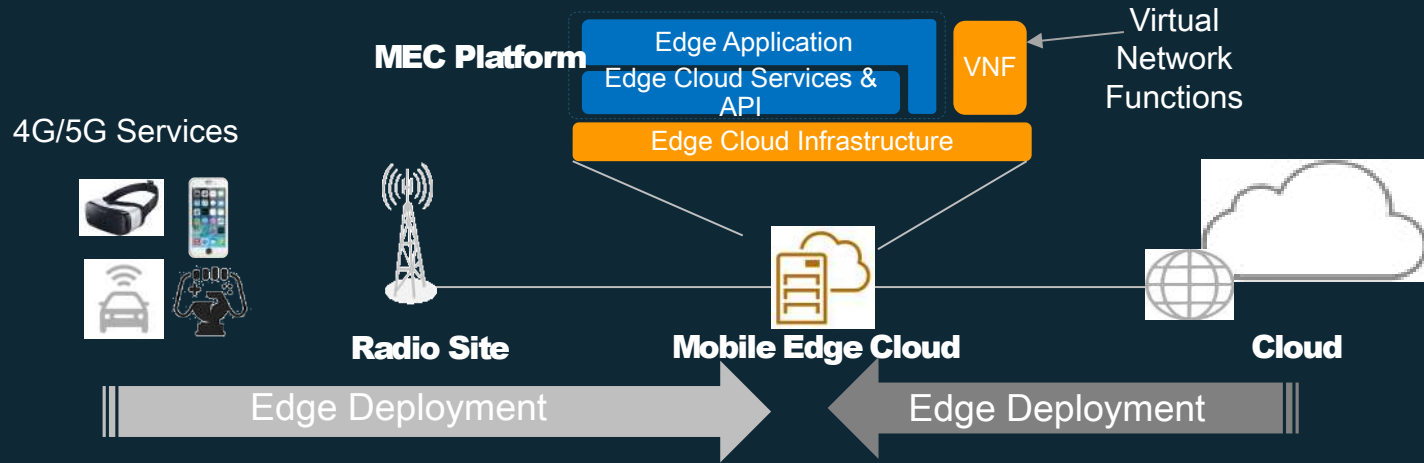 Edge Application
MEC Platform
Edge Cloud Services &
API
VNF
Virtual
Network
Functions
4G/5G Services
Edge Cloud Infrastructure
Radio Site
Mobile Edge Cloud
Cloud
Edge Deployment
Edge Deployment